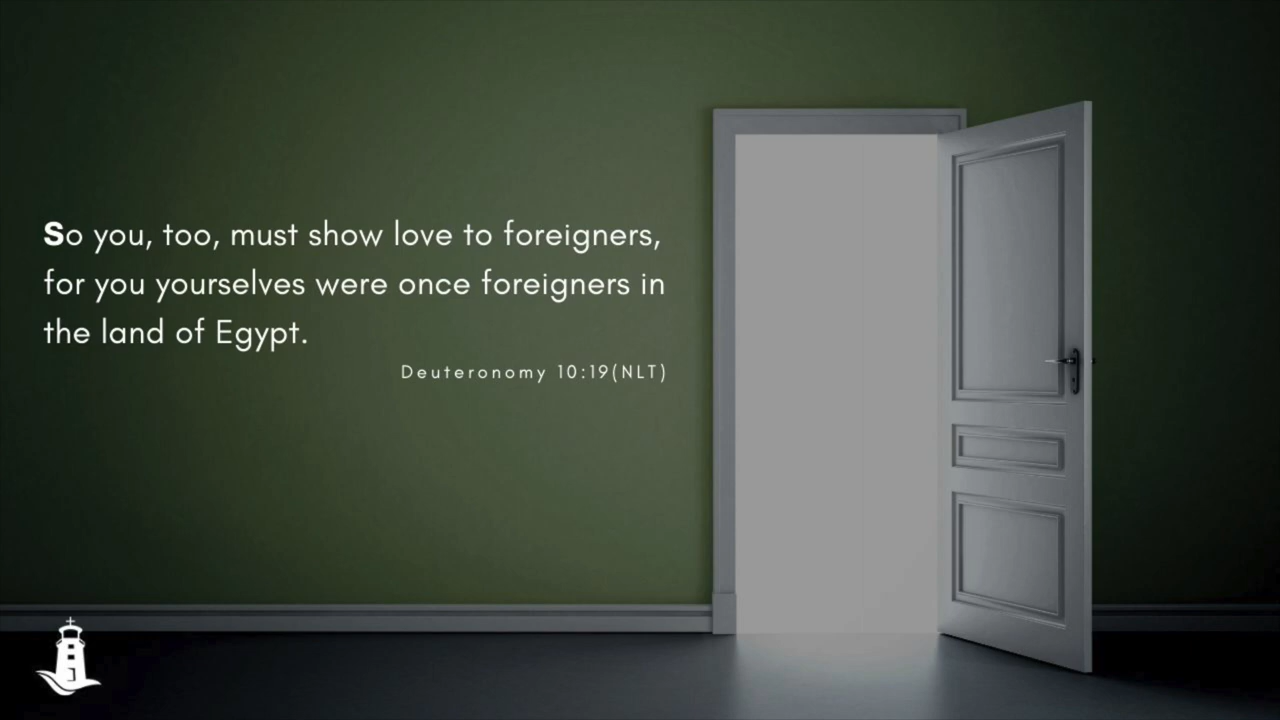 So you, too, must show love to foreigners,
for you yourselves were once foreigners in
the land of Egypt.
Deuteronomy 10:19(NLT)